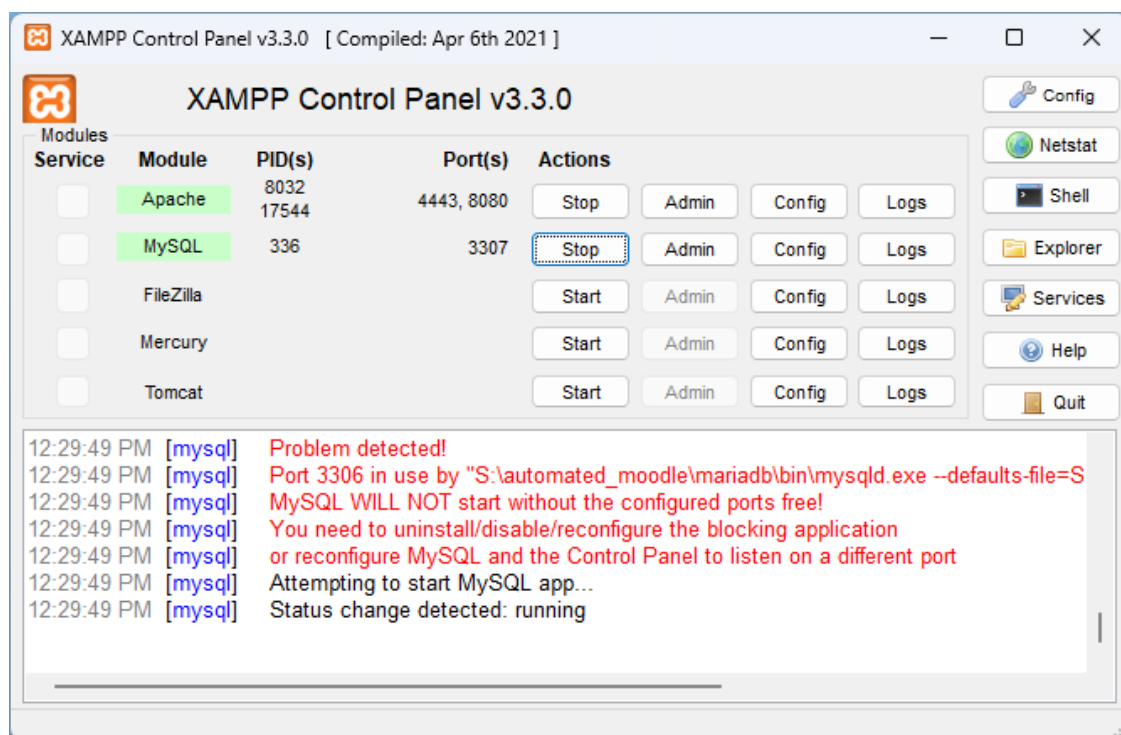 XAMPP Control Panel v3.3.0 [ Compiled: Apr 6th 2021 ]
XAMPP Control Panel v3.3.0
Config
Modules
Service Module PID(s) Port(s) Actions
Netstat
Apache 8032 17544 4443, 8080 Stop Admin Config Logs
Shell
MySQL 336 3307 Stop Admin Config Logs
Explorer
FileZilla Start Admin Config Logs
Services
Mercury Start Admin Config Logs
Help
Tomcat Start Admin Config Logs
Quit
12:29:49 PM [mysql] Problem detected!
12:29:49 PM [mysql] Port 3306 in use by "S:\automated_moodle\mariadb\bin\mysqld.exe --defaults-file=S
12:29:49 PM [mysql] MySQL WILL NOT start without the configured ports free!
12:29:49 PM [mysql] You need to uninstall/disable/reconfigure the blocking application
12:29:49 PM [mysql] or reconfigure MySQL and the Control Panel to listen on a different port
12:29:49 PM [mysql] Attempting to start MySQL app...
12:29:49 PM [mysql] Status change detected: running